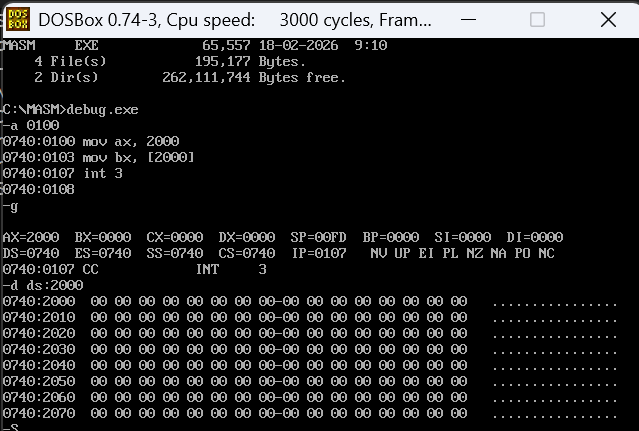 DOS BOX DOSBox 0.74-3, Cpu speed: 3000 cycles, Fram...
MASM EXE 65,557 18-02-2026 9:10
4 File(s) 195,177 Bytes.
2 Dir(s) 262,111,744 Bytes free.
C:\MASM>debug.exe
-a 0100
0740:0100 mov ax, 2000
0740:0103 mov bx, [2000]
0740:0107 int 3
0740:0108
-g
AX=2000 BX=0000 CX=0000 DX=0000 SP=00FD BP=0000 SI=0000 DI=0000
DS=0740 ES=0740 SS=0740 CS=0740 IP=0107 NV UP EI PL NZ NA PO NC
0740:0107 CC INT 3
-d ds:2000
0740:2000 00 00 00 00 00 00 00 00-00 00 00 00 00 00 00 00 ................
0740:2010 00 00 00 00 00 00 00 00-00 00 00 00 00 00 00 00 ................
0740:2020 00 00 00 00 00 00 00 00-00 00 00 00 00 00 00 00 ................
0740:2030 00 00 00 00 00 00 00 00-00 00 00 00 00 00 00 00 ................
0740:2040 00 00 00 00 00 00 00 00-00 00 00 00 00 00 00 00 ................
0740:2050 00 00 00 00 00 00 00 00-00 00 00 00 00 00 00 00 ................
0740:2060 00 00 00 00 00 00 00 00-00 00 00 00 00 00 00 00 ................
0740:2070 00 00 00 00 00 00 00 00-00 00 00 00 00 00 00 00 ................